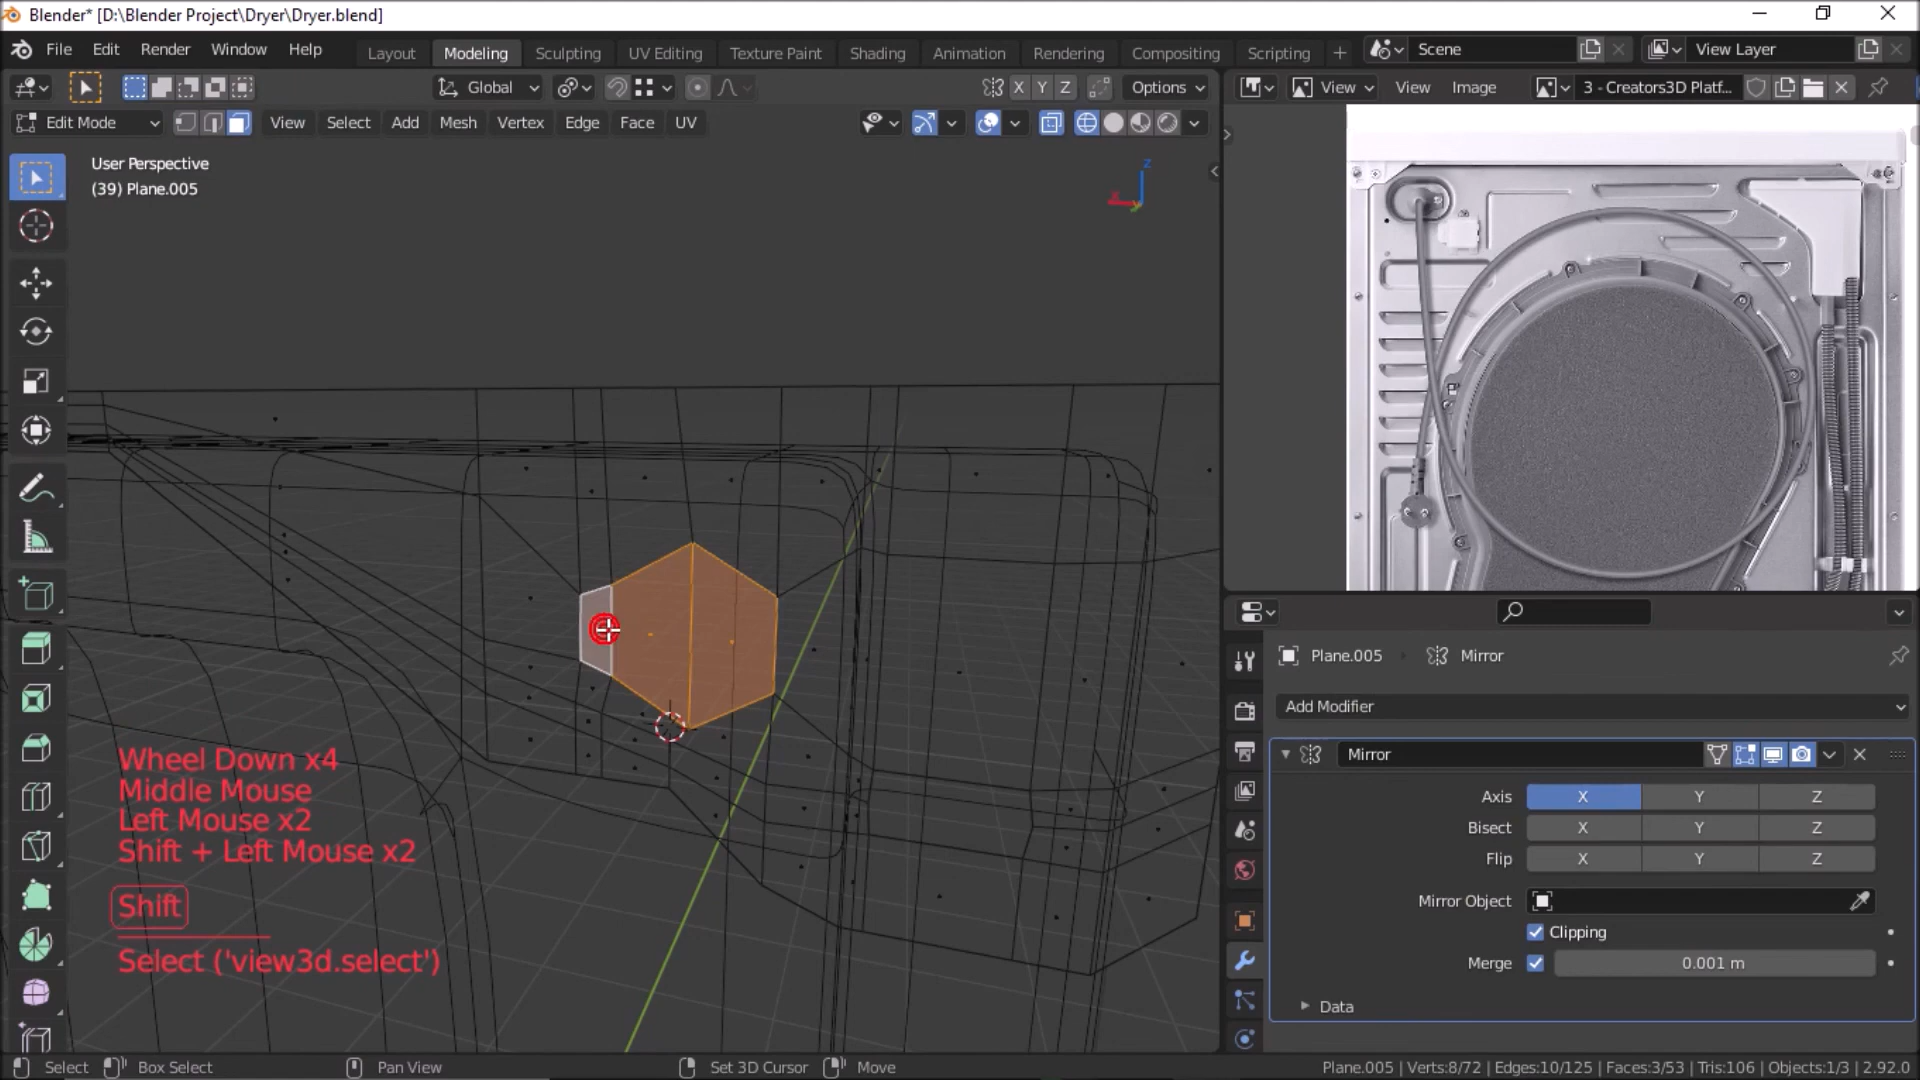 Blender* [D:\Blender Project\Dryer\Dryer.blend]
File Edit Render Window Help
Layout Modeling Sculpting UV Editing Texture Paint Shading Animation Rendering Compositing Scripting +
Scene
View Layer
Global
X Y Z
Options
View
View Image
3 - Creators3D Platf...
Edit Mode
View Select Add Mesh Vertex Edge Face UV
User Perspective
(39) Plane.005
Z
X
Y
Wheel Down x4
Middle Mouse
Left Mouse x2
Shift + Left Mouse x2
Shift
Select ('view3d.select')
Plane.005
Mirror
Add Modifier
Mirror
Axis X Y Z
Bisect X Y Z
Flip X Y Z
Mirror Object
Clipping
Merge 0.001 m
Data
Select
Box Select
Pan View
Set 3D Cursor
Move
Plane.005 | Verts:8/72 | Edges:10/125 | Faces:3/53 | Tris:106 | Objects:1/3 | 2.92.0